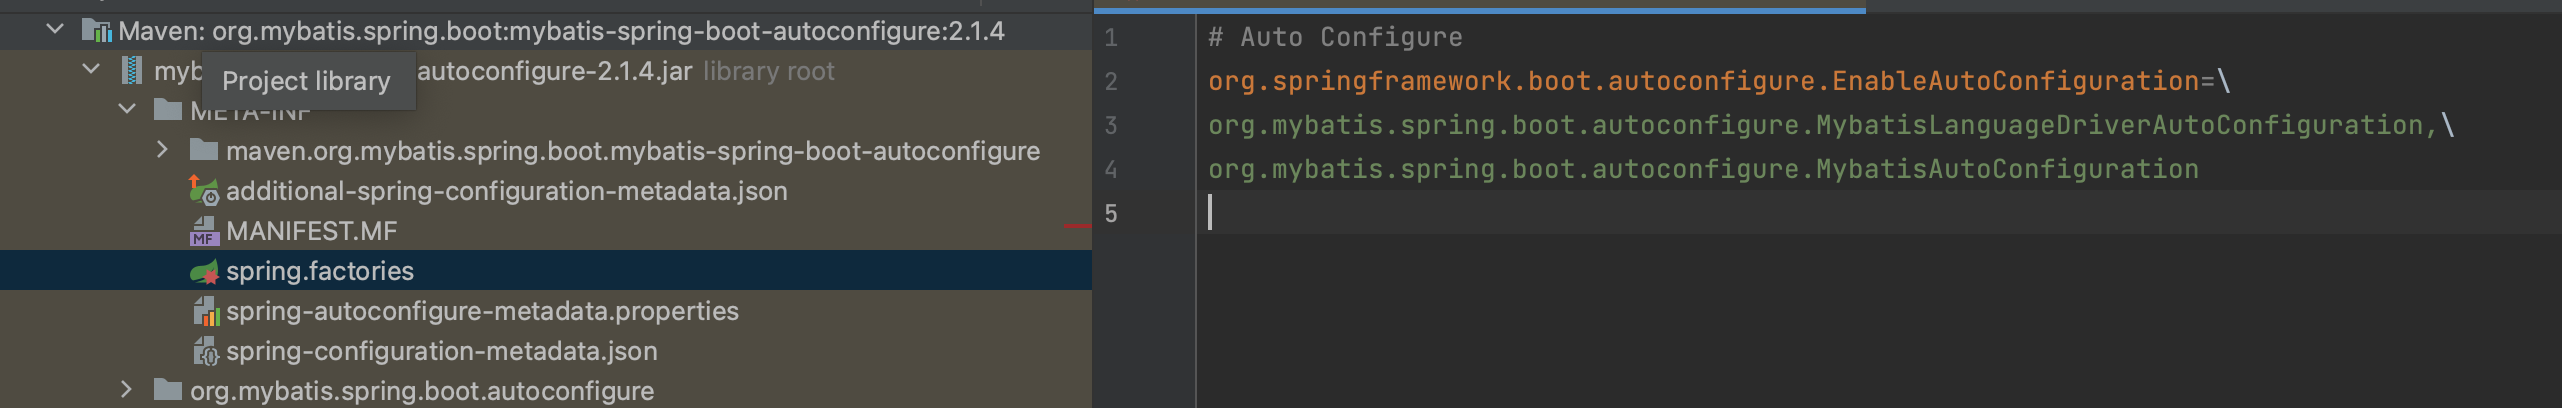 Maven: org.mybatis.spring.boot:mybatis-spring-boot-autoconfigure:2.1.4
myb autoconfigure-2.1.4.jar library root
Project library
META-INF
maven.org.mybatis.spring.boot.mybatis-spring-boot-autoconfigure
additional-spring-configuration-metadata.json
MF MANIFEST.MF
spring.factories
spring-autoconfigure-metadata.properties
spring-configuration-metadata.json
org.mybatis.spring.boot.autoconfigure
1 # Auto Configure
2 org.springframework.boot.autoconfigure.EnableAutoConfiguration=\
3 org.mybatis.spring.boot.autoconfigure.MybatisLanguageDriverAutoConfiguration,\
4 org.mybatis.spring.boot.autoconfigure.MybatisAutoConfiguration
5